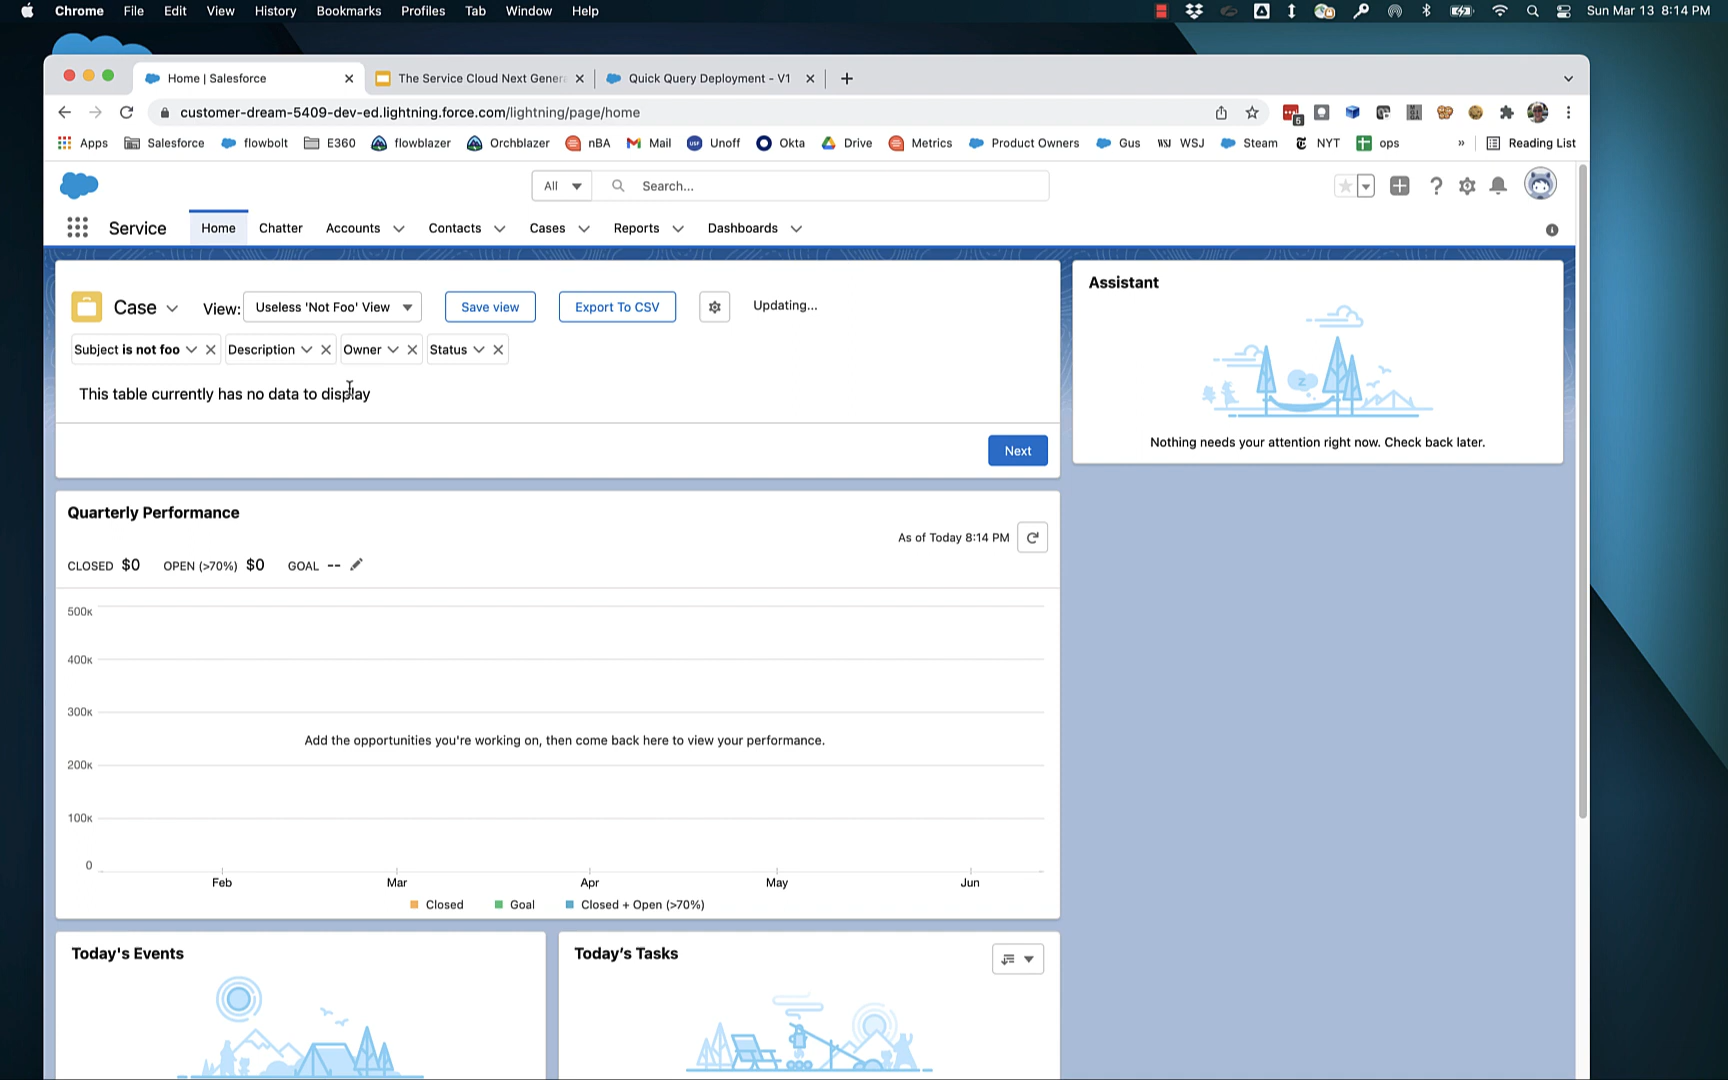 Chrome File Edit View History Bookmarks Profiles Tab Window Help Sun Mar 13 8:14 PM
Home | Salesforce The Service Cloud Next Gener Quick Query Deployment - V1
customer-dream-5409-dev-ed.lightning.force.com/lightning/page/home
Apps Salesforce flowbolt E360 flowblazer Orchblazer nBA Mail Unoff Okta Drive Metrics Product Owners Gus WSJ Steam NYT ops » Reading List
All Search...
Service Home Chatter Accounts Contacts Cases Reports Dashboards
Case View: Useless 'Not Foo' View Save view Export To CSV Updating...
Subject is not foo Description Owner Status
This table currently has no data to display
Next
Assistant
Nothing needs your attention right now. Check back later.
Quarterly Performance
As of Today 8:14 PM
CLOSED $0 OPEN (>70%) $0 GOAL --
500K
400K
300K
Add the opportunities you're working on, then come back here to view your performance.
200K
100K
0
Feb Mar Apr May Jun
Closed Goal Closed + Open (>70%)
Today's Events
Today's Tasks